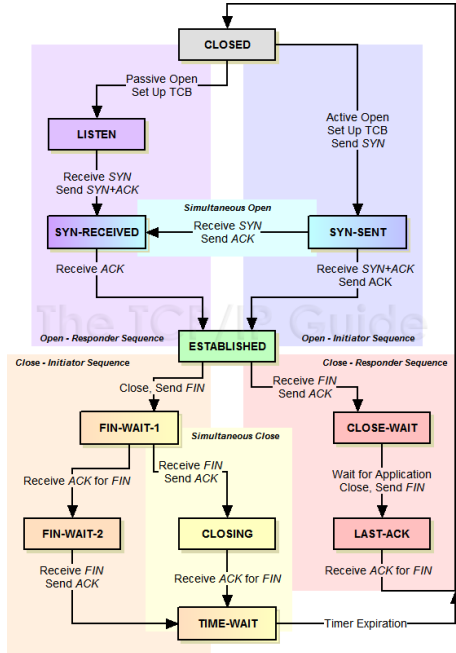 CLOSED
Passive Open
Set Up TCB
Active Open
Set Up TCB
Send SYN
LISTEN
Receive SYN
Send SYN+ACK
Simultaneous Open
SYN-RECEIVED
Receive SYN
Send ACK
SYN-SENT
Receive ACK
Receive SYN+ACK
Send ACK
The TCP/IP Guide
Open - Responder Sequence
ESTABLISHED
Open - Initiator Sequence
Close - Initiator Sequence
Close - Responder Sequence
Close, Send FIN
Receive FIN
Send ACK
FIN-WAIT-1
Simultaneous Close
CLOSE-WAIT
Receive ACK for FIN
Receive FIN
Send ACK
Wait for Application
Close, Send FIN
FIN-WAIT-2
CLOSING
LAST-ACK
Receive FIN
Send ACK
Receive ACK for FIN
Receive ACK for FIN
TIME-WAIT
Timer Expiration